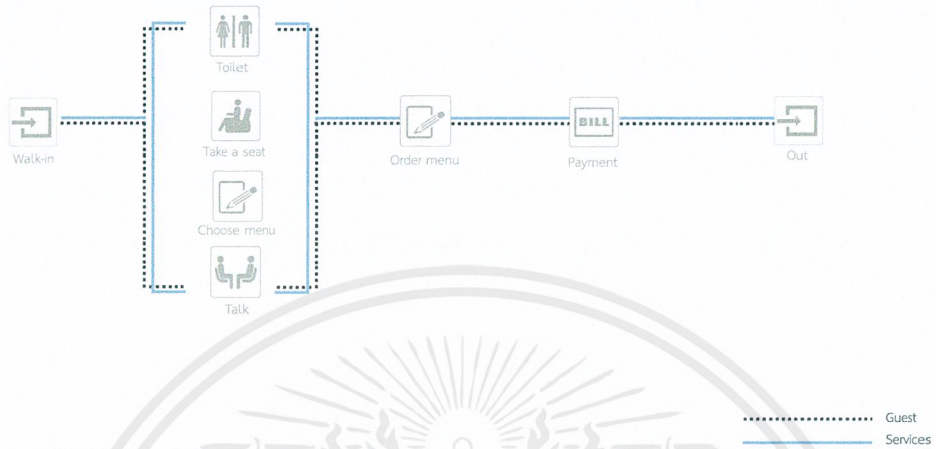 Toilet
Walk-in
Take a seat
Order menu
BILL
Payment
Out
Choose menu
Talk
Guest
Services